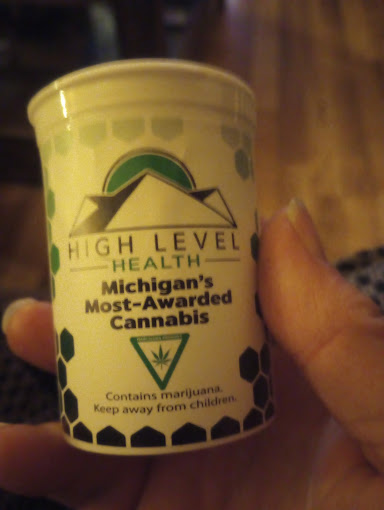 HIGH LEVEL
HEALTH
Michigan's
Most-Awarded
Cannabis
Contains marijuana.
Keep away from children.